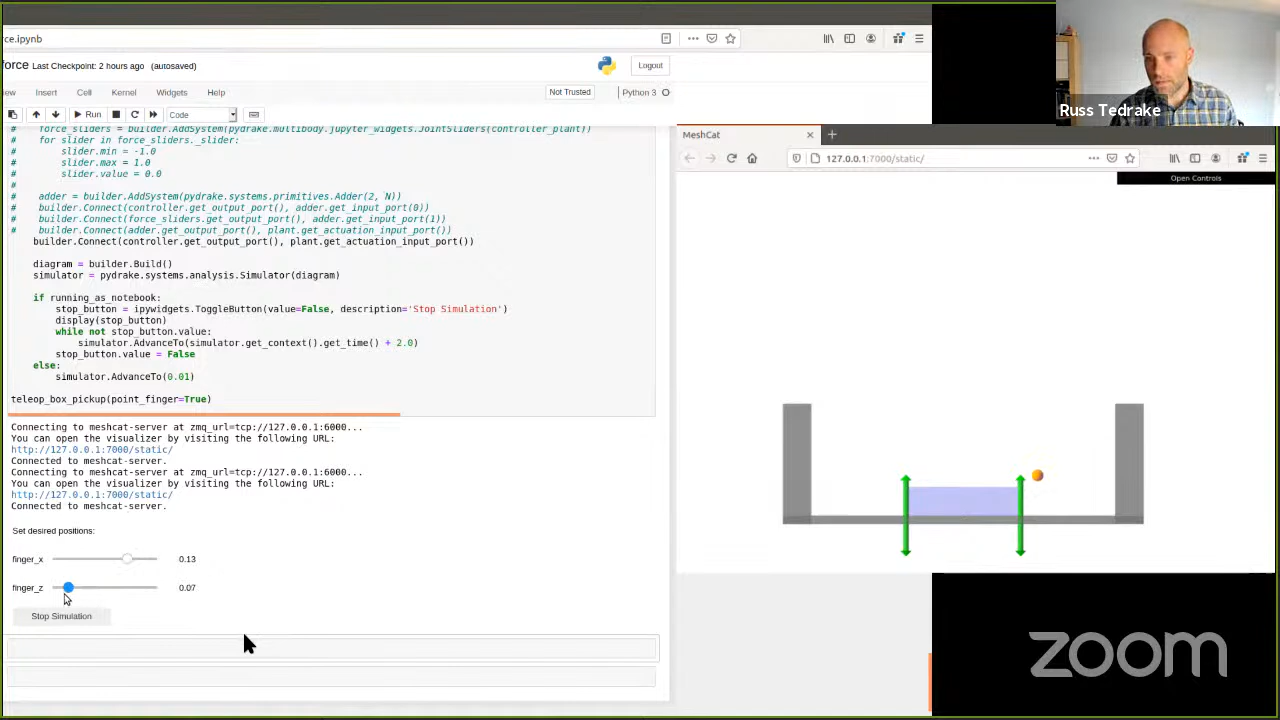 ce.ipynb
orce Last Checkpoint: 2 hours ago (autosaved)
Logout
ew Insert Cell Kernel Widgets Help
Not Trusted
Python 3
Run
Code
# force_sliders = builder.AddSystem(pydrake.multibody.jupyter_widgets.JointSliders(controller_plant))
# for slider in force_sliders._slider:
# slider.min = -1.0
# slider.max = 1.0
# slider.value = 0.0
#
# adder = builder.AddSystem(pydrake.systems.primitives.Adder(2, N))
# builder.Connect(controller.get_output_port(), adder.get_input_port(0))
# builder.Connect(force_sliders.get_output_port(), adder.get_input_port(1))
# builder.Connect(adder.get_output_port(), plant.get_actuation_input_port())
builder.Connect(controller.get_output_port(), plant.get_actuation_input_port())
diagram = builder.Build()
simulator = pydrake.systems.analysis.Simulator(diagram)
if running_as_notebook:
stop_button = ipywidgets.ToggleButton(value=False, description='Stop Simulation')
display(stop_button)
while not stop_button.value:
simulator.AdvanceTo(simulator.get_context().get_time() + 2.0)
stop_button.value = False
else:
simulator.AdvanceTo(0.01)
teleop_box_pickup(point_finger=True)
Connecting to meshcat-server at zmq_url=tcp://127.0.0.1:6000...
You can open the visualizer by visiting the following URL:
http://127.0.0.1:7000/static/
Connected to meshcat-server.
Connecting to meshcat-server at zmq_url=tcp://127.0.0.1:6000...
You can open the visualizer by visiting the following URL:
http://127.0.0.1:7000/static/
Connected to meshcat-server.
Set desired positions:
finger_x 0.13
finger_z 0.07
Stop Simulation
Russ Tedrake
MeshCat
127.0.0.1:7000/static/
Open Controls
zoom